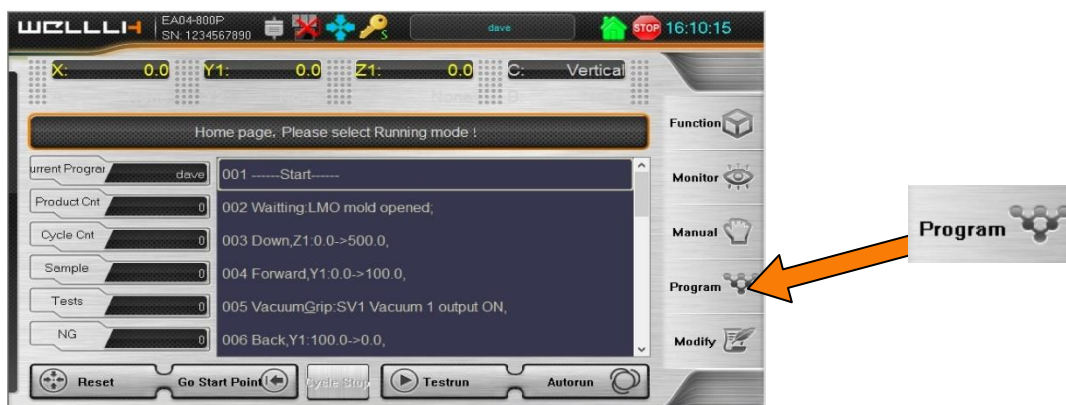 WELLLIH EA04-800P
SN: 1234567890
S
dave
STOP 16:10:15
X: 0.0 Y1: 0.0 Z1: 0.0 C: Vertical
Home page, Please select Running mode !
urrent Prograr dave
Product Cnt 0
Cycle Cnt 0
Sample 0
Tests 0
NG 0
001 ------Start------
002 Waitting:LMO mold opened;
003 Down,Z1:0.0->500.0,
004 Forward,Y1:0.0->100.0,
005 VacuumGrip:SV1 Vacuum 1 output ON,
006 Back,Y1:100.0->0.0,
Function
Monitor
Manual
Program
Modify
Program
Reset Go Start Point Cycle Stop Testrun Autorun